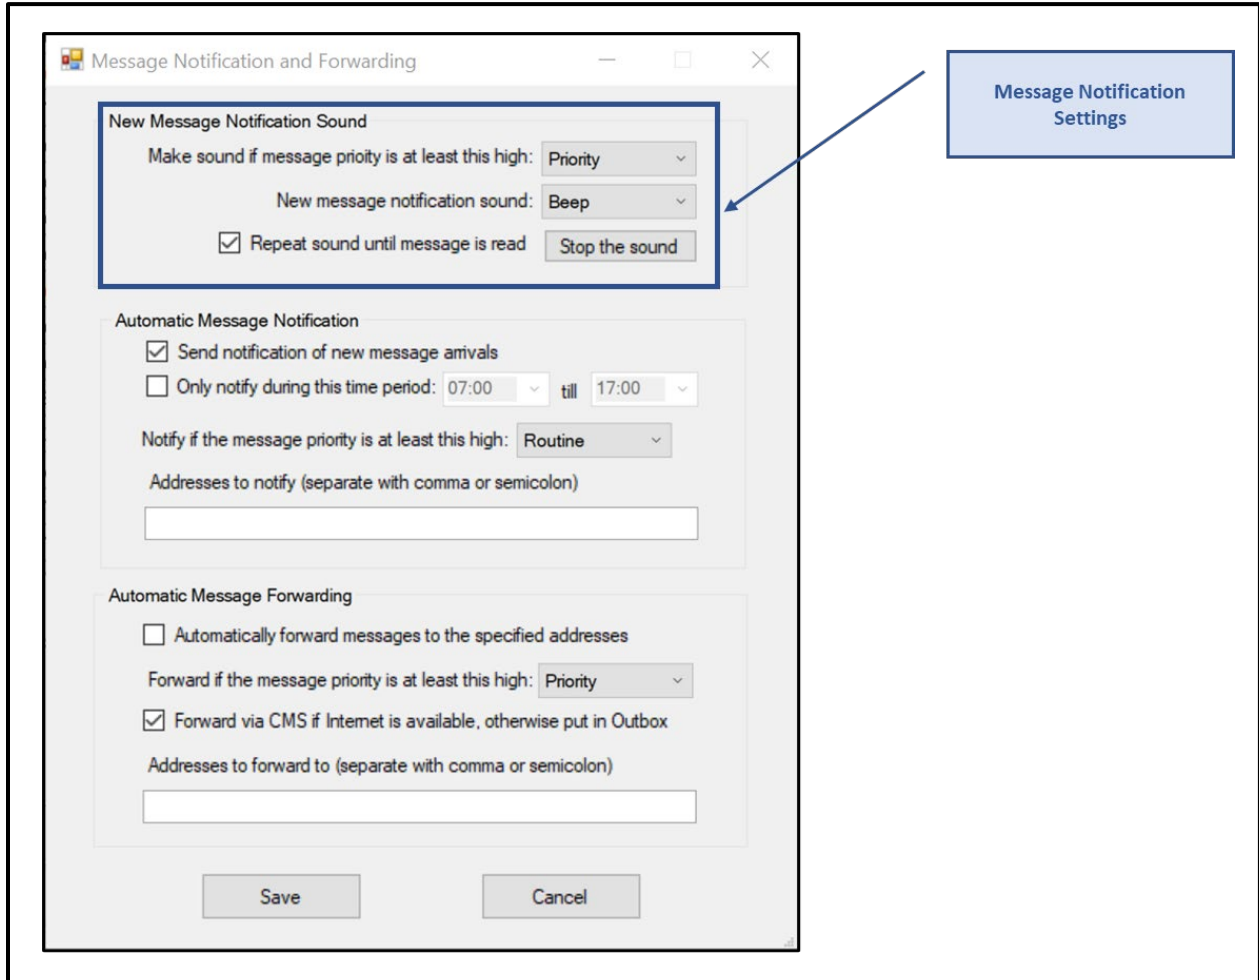 Message Notification and Forwarding
Message Notification
Settings
New Message Notification Sound
Make sound if message prioity is at least this high: Priority
New message notification sound: Beep
Repeat sound until message is read Stop the sound
Automatic Message Notification
Send notification of new message arrivals
Only notify during this time period: 07:00 till 17:00
Notify if the message priority is at least this high: Routine
Addresses to notify (separate with comma or semicolon)
Automatic Message Forwarding
Automatically forward messages to the specified addresses
Forward if the message priority is at least this high: Priority
Forward via CMS if Internet is available, otherwise put in Outbox
Addresses to forward to (separate with comma or semicolon)
Save Cancel